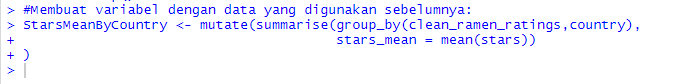 > #Membuat variabel dengan data yang digunakan sebelumnya:
> StarsMeanByCountry <- mutate(summarise(group_by(clean_ramen_ratings,country),
+                                        stars_mean = mean(stars))
+ )
>